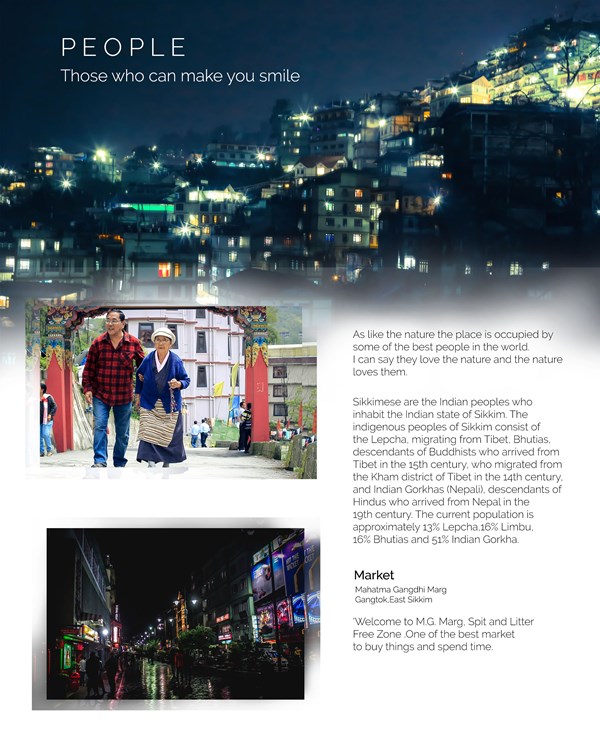 PEOPLE
Those who can make you smile
As like the nature the place is occupied by
some of the best people in the world.
I can say they love the nature and the nature
loves them.
Sikkimese are the Indian peoples who
inhabit the Indian state of Sikkim. The
indigenous peoples of Sikkim consist of
the Lepcha, migrating from Tibet, Bhutias,
descendants of Buddhists who arrived from
Tibet in the 15th century, who migrated from
the Kham district of Tibet in the 14th century,
and Indian Gorkhas (Nepali), descendants of
Hindus who arrived from Nepal in the
19th century. The current population is
approximately 13% Lepcha,16% Limbu,
16% Bhutias and 51% Indian Gorkha.
Market
Mahatma Gangdhi Marg
Gangtok,East Sikkim
'Welcome to M.G. Marg, Spit and Litter
Free Zone .One of the best market
to buy things and spend time.